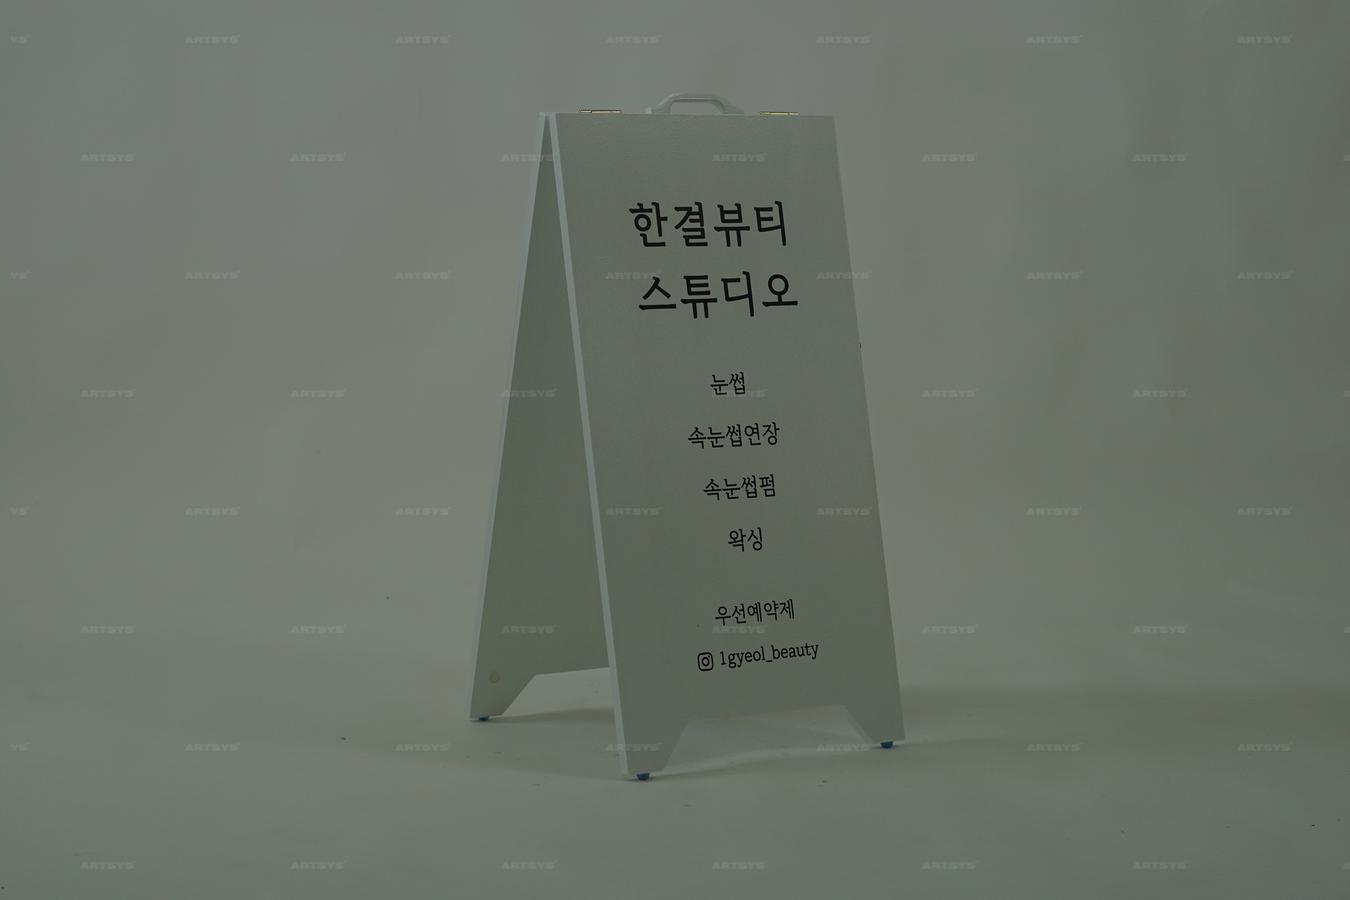 한결뷰티
스튜디오
눈썹
속눈썹연장
속눈썹펌
왁싱
우선예약제
1gyeol_beauty
ARTSYS